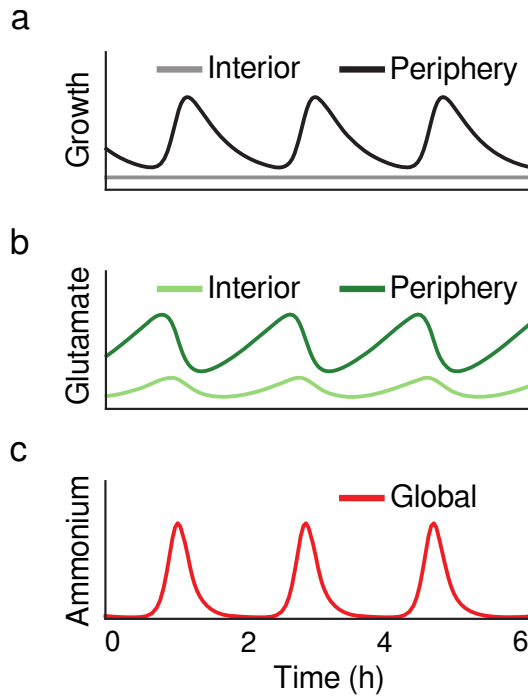 a
Interior
Periphery
Growth
b
Interior
Periphery
Glutamate
c
Global
Ammonium
0 2 4 6
Time (h)